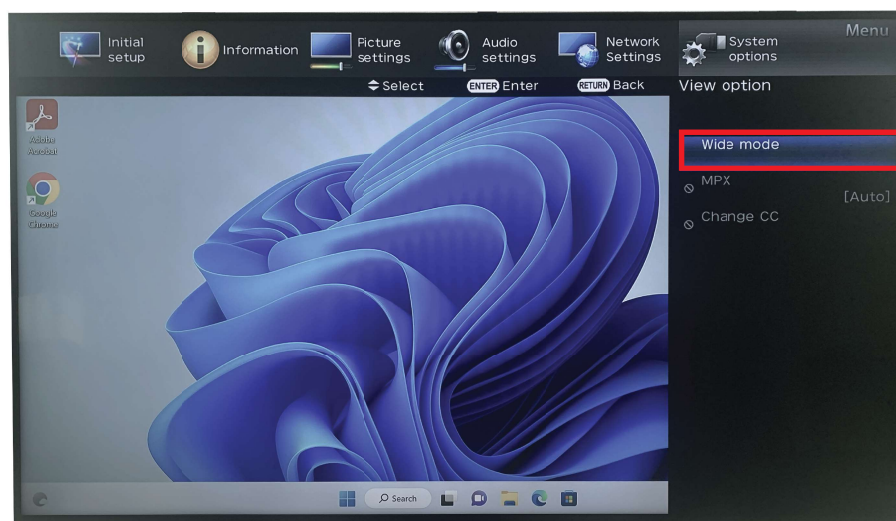 Menu
Initial
setup
Information
Picture
settings
Audio
settings
Network
Settings
System
options
Select
ENTER Enter
RETURN Back
View option
Adobe
Acrobat
Wide mode
Google
Chrome
MPX
[Auto]
Change CC
Search